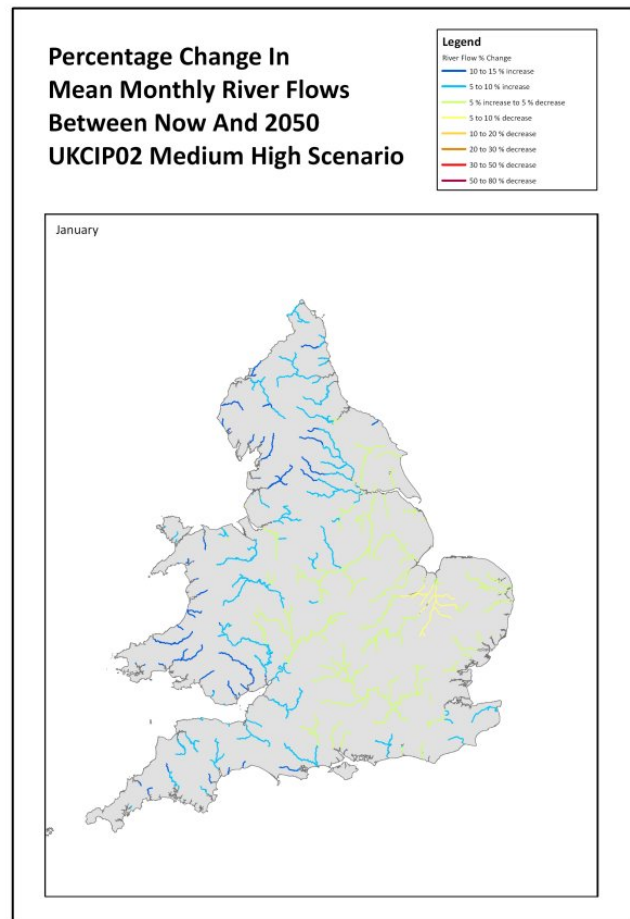 Percentage Change In
Mean Monthly River Flows
Between Now And 2050
UKCIP02 Medium High Scenario
Legend
River Flow % Change
10 to 15 % increase
5 to 10 % increase
5 % increase to 5 % decrease
5 to 10 % decrease
10 to 20 % decrease
20 to 30 % decrease
30 to 50 % decrease
50 to 80 % decrease
January